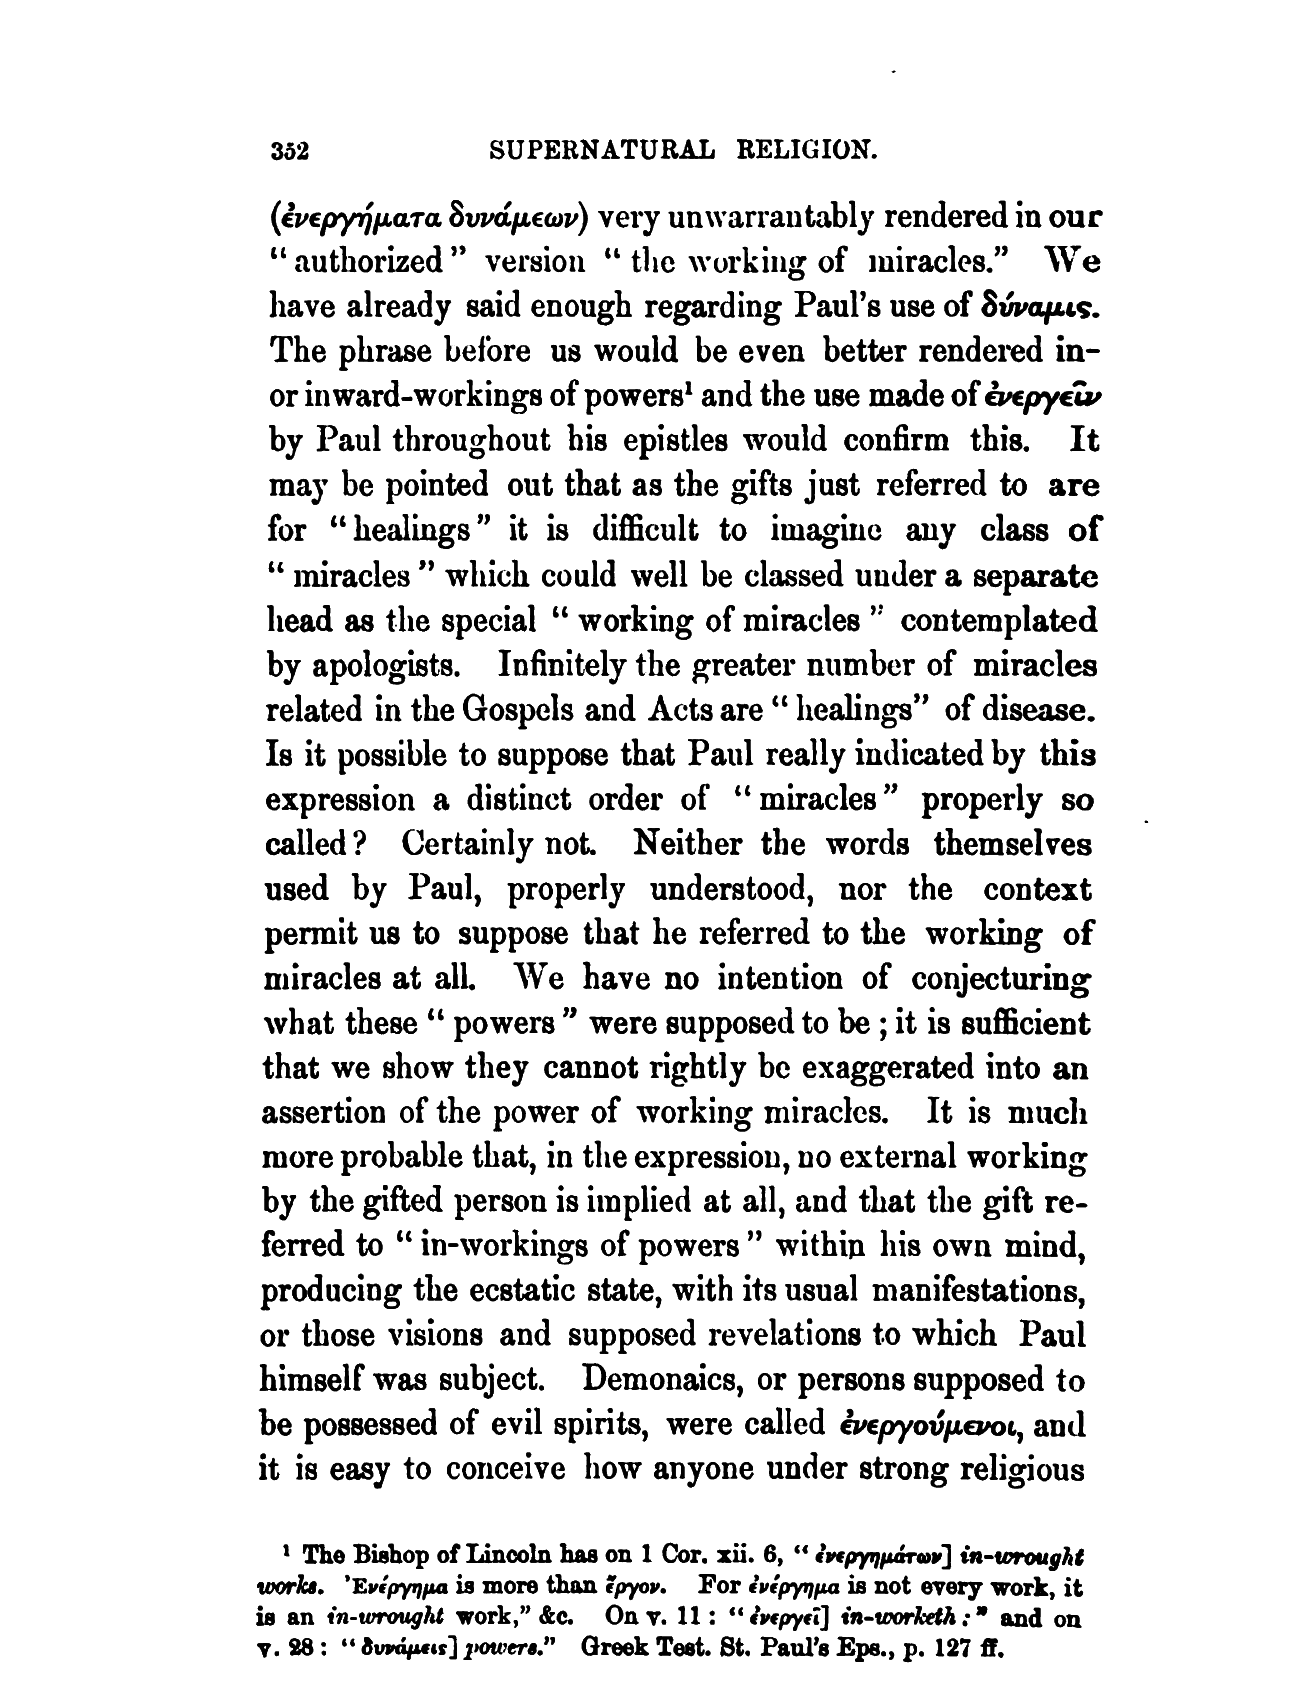 352 SUPERNATURAL RELIGION.
(ἐνεργήματα δυνάμεων) very unwarrantably rendered in our
“authorized” version “the working of miracles.” We
have already said enough regarding Paul's use of δύναμις.
The phrase before us would be even better rendered in-
or inward-workings of powers¹ and the use made of ἐνεργεῖν
by Paul throughout his epistles would confirm this. It
may be pointed out that as the gifts just referred to are
for “healings” it is difficult to imagine any class of
“miracles” which could well be classed under a separate
head as the special “working of miracles” contemplated
by apologists. Infinitely the greater number of miracles
related in the Gospels and Acts are “healings” of disease.
Is it possible to suppose that Paul really indicated by this
expression a distinct order of “miracles” properly so
called? Certainly not. Neither the words themselves
used by Paul, properly understood, nor the context
permit us to suppose that he referred to the working of
miracles at all. We have no intention of conjecturing
what these “powers” were supposed to be; it is sufficient
that we show they cannot rightly be exaggerated into an
assertion of the power of working miracles. It is much
more probable that, in the expression, no external working
by the gifted person is implied at all, and that the gift re-
ferred to “in-workings of powers” within his own mind,
producing the ecstatic state, with its usual manifestations,
or those visions and supposed revelations to which Paul
himself was subject. Demonaics, or persons supposed to
be possessed of evil spirits, were called ἐνεργούμενοι, and
it is easy to conceive how anyone under strong religious
¹ The Bishop of Lincoln has on 1 Cor. xii. 6, “ἐνεργημάτων] in-wrought
works. Ἐνέργημα is more than ἔργον. For ἐνέργημα is not every work, it
is an in-wrought work,” &c. On v. 11: “ἐνεργεῖ] in-worketh:” and on
v. 28: “δυνάμεις] powers.” Greek Test. St. Paul's Eps., p. 127 ff.